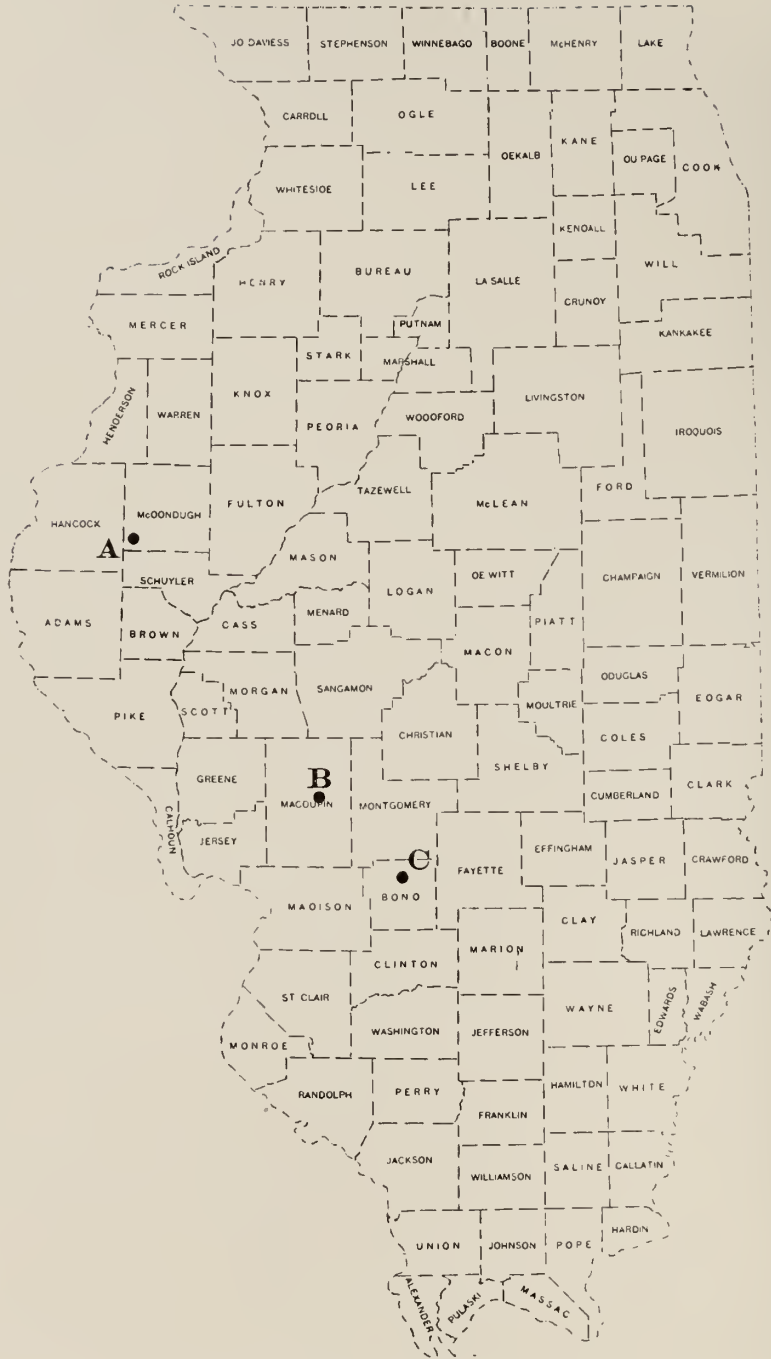 JO DAVIESS STEPHENSON WINNEBAGO BOONE McHENRY LAKE
CARROLL OGLE
OEKALB KANE OU PAGE COOK
WHITESIOE LEE
KENOALL
ROCK ISLAND HENRY BUREAU LA SALLE WILL
GRUNOY
MERCER PUTNAM KANKAKEE
STARK MARSHALL
HENDERSON WARREN KNOX PEORIA WOOOFORD LIVINGSTON IROQUOIS
HANCOCK McOONOUGH FULTON TAZEWELL McLEAN FORD
A
SCHUYLER MASON LOGAN OE WITT CHAMPAIGN VERMILION
ADAMS BROWN CASS MENARD MACON PIATT
PIKE SCOTT MORGAN SANGAMON CHRISTIAN MOULTRIE OOUGLAS EOGAR
COLES
GREENE B SHELBY CLARK
MACOUPIN MONTGOMERY CUMBERLAND
CALHOUN JERSEY EFFINGHAM JASPER CRAWFORD
C FAYETTE
MAOISON BONO CLAY RICHLAND LAWRENCE
CLINTON MARION
ST CLAIR WAYNE EDWARDS WABASH
MONROE WASHINGTON JEFFERSON
RANDOLPH PERRY HAMILTON WHITE
FRANKLIN
JACKSON WILLIAMSON SALINE GALLATIN
UNION JOHNSON POPE HARDIN
ALEXANDER PULASKI MASSAC